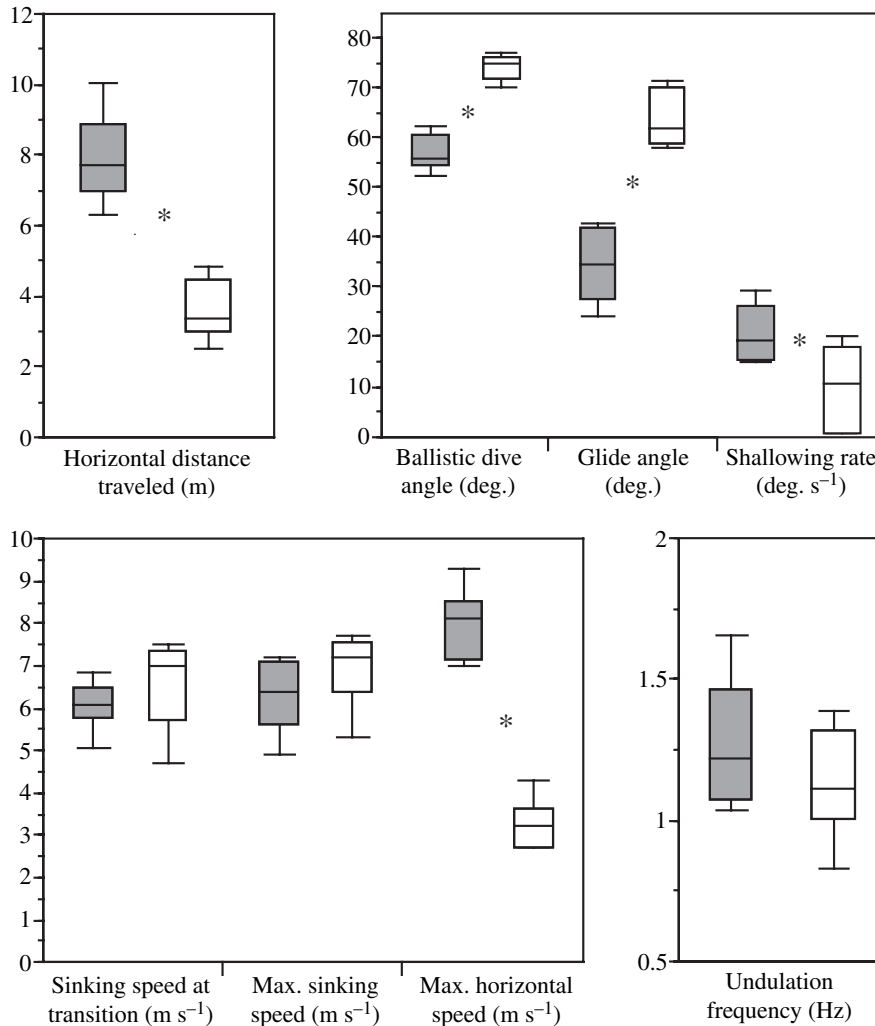 12
10
8
6
4
2
0
*
Horizontal distance
traveled (m)
80
70
60
50
40
30
20
10
0
*
*
*
Ballistic dive
angle (deg.)
Glide angle
(deg.)
Shallowing rate
(deg. s⁻¹)
10
9
8
7
6
5
4
3
2
1
0
*
Sinking speed at
transition (m s⁻¹)
Max. sinking
speed (m s⁻¹)
Max. horizontal
speed (m s⁻¹)
2
1.5
1
0.5
Undulation
frequency (Hz)